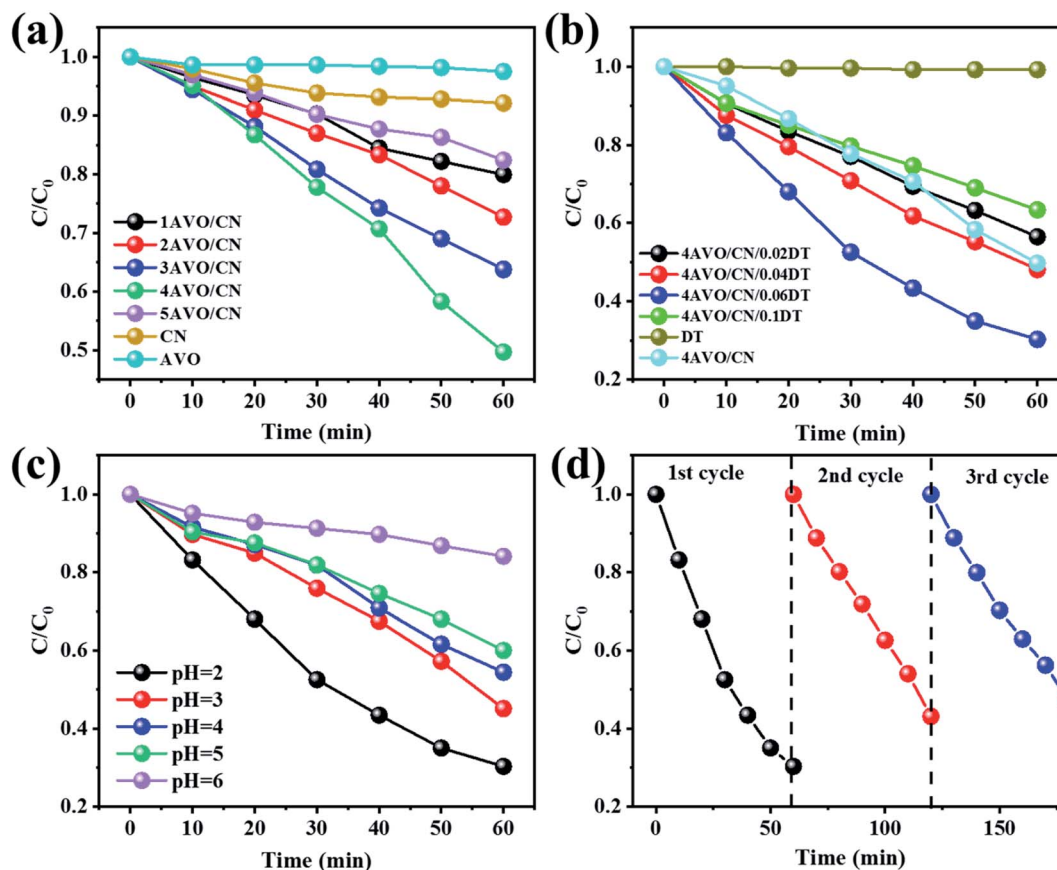 (a)
1.0
0.9
0.8
0.7
0.6
0.5
C/C0
1AVO/CN
2AVO/CN
3AVO/CN
4AVO/CN
5AVO/CN
CN
AVO
0 10 20 30 40 50 60
Time (min)
(b)
1.0
0.8
0.6
0.4
0.2
C/C0
4AVO/CN/0.02DT
4AVO/CN/0.04DT
4AVO/CN/0.06DT
4AVO/CN/0.1DT
DT
4AVO/CN
0 10 20 30 40 50 60
Time (min)
(c)
1.0
0.8
0.6
0.4
0.2
C/C0
pH=2
pH=3
pH=4
pH=5
pH=6
0 10 20 30 40 50 60
Time (min)
(d)
1st cycle 2nd cycle 3rd cycle
1.0
0.8
0.6
0.4
0.2
C/C0
0 50 100 150
Time (min)